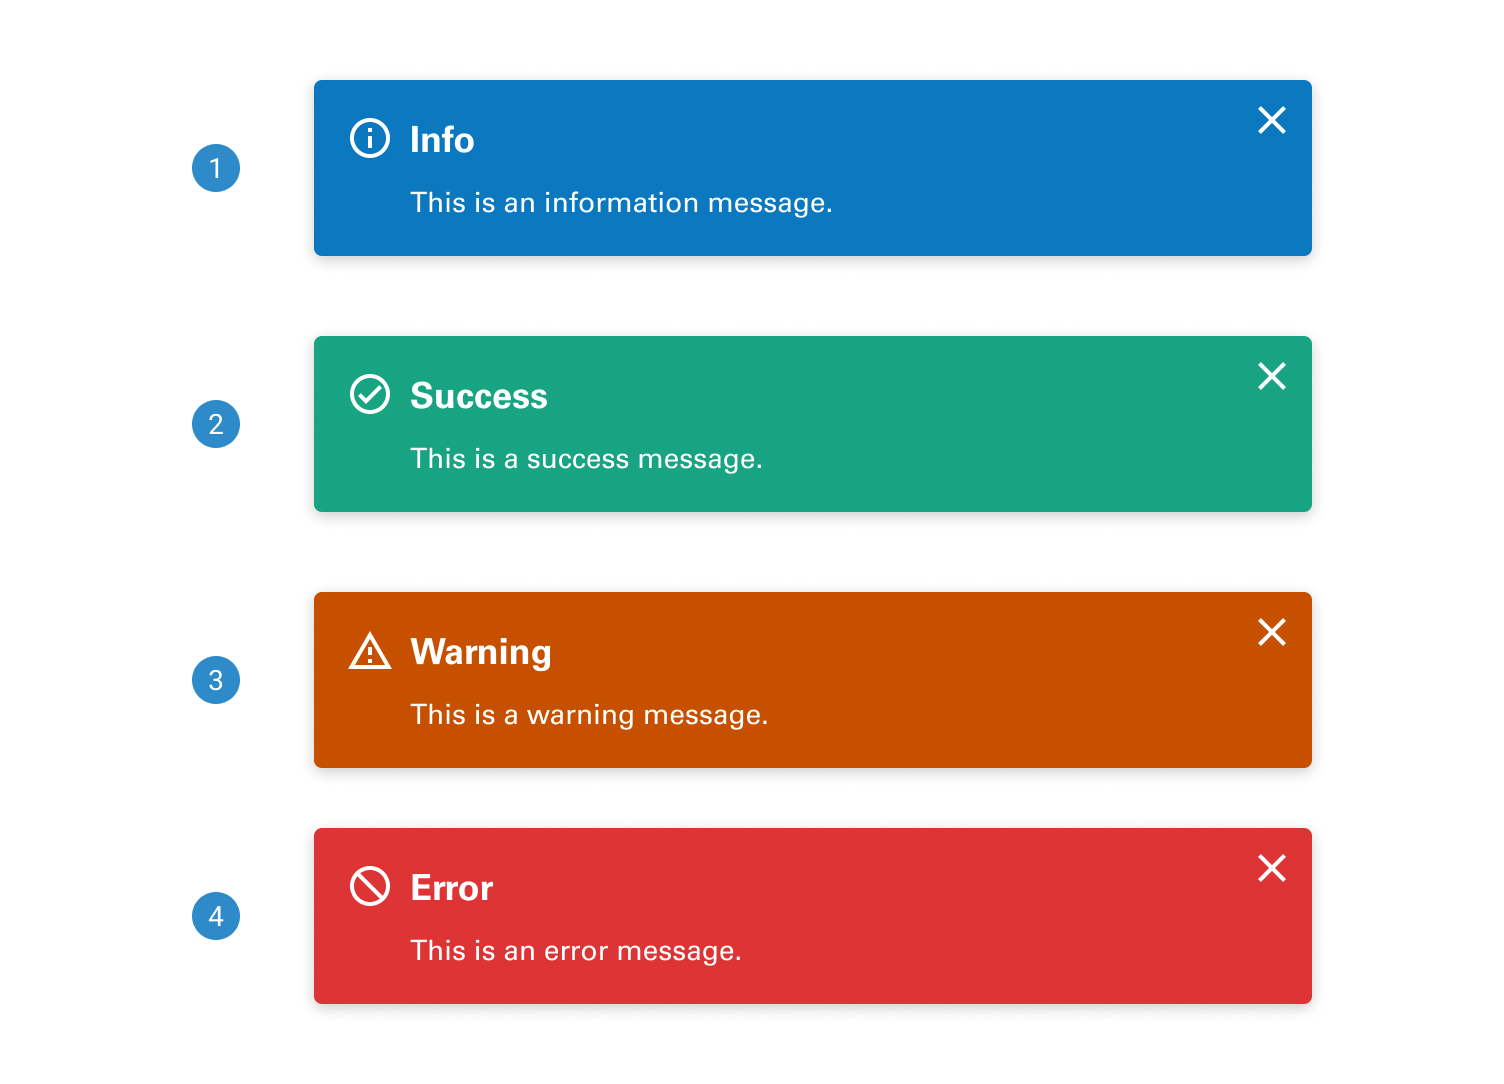 1
Info
This is an information message.
2
Success
This is a success message.
3
Warning
This is a warning message.
4
Error
This is an error message.